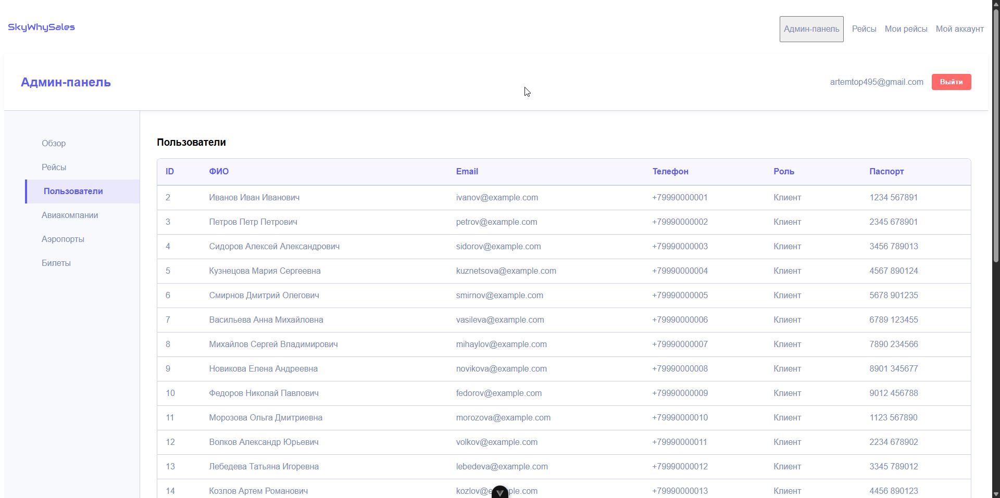 SkyWhySales
Админ-панель Рейсы Мои рейсы Мой аккаунт
Админ-панель
artemtop495@gmail.com Выйти
Обзор
Рейсы
Пользователи
Авиакомпании
Аэропорты
Билеты
Пользователи
ID ФИО Email Телефон Роль Паспорт
2 Иванов Иван Иванович ivanov@example.com +79990000001 Клиент 1234 567891
3 Петров Петр Петрович petrov@example.com +79990000002 Клиент 2345 678901
4 Сидоров Алексей Александрович sidorov@example.com +79990000003 Клиент 3456 789013
5 Кузнецова Мария Сергеевна kuznetsova@example.com +79990000004 Клиент 4567 890124
6 Смирнов Дмитрий Олегович smirnov@example.com +79990000005 Клиент 5678 901235
7 Васильева Анна Михайловна vasileva@example.com +79990000006 Клиент 6789 123455
8 Михайлов Сергей Владимирович mihaylov@example.com +79990000007 Клиент 7890 234566
9 Новикова Елена Андреевна novikova@example.com +79990000008 Клиент 8901 345677
10 Федоров Николай Павлович fedorov@example.com +79990000009 Клиент 9012 456788
11 Морозова Ольга Дмитриевна morozova@example.com +79990000010 Клиент 1123 567890
12 Волков Александр Юрьевич volkov@example.com +79990000011 Клиент 2234 678902
13 Лебедева Татьяна Игоревна lebedeva@example.com +79990000012 Клиент 3345 789012
14 Козлов Артем Романович +79990000013 Клиент 4456 890123